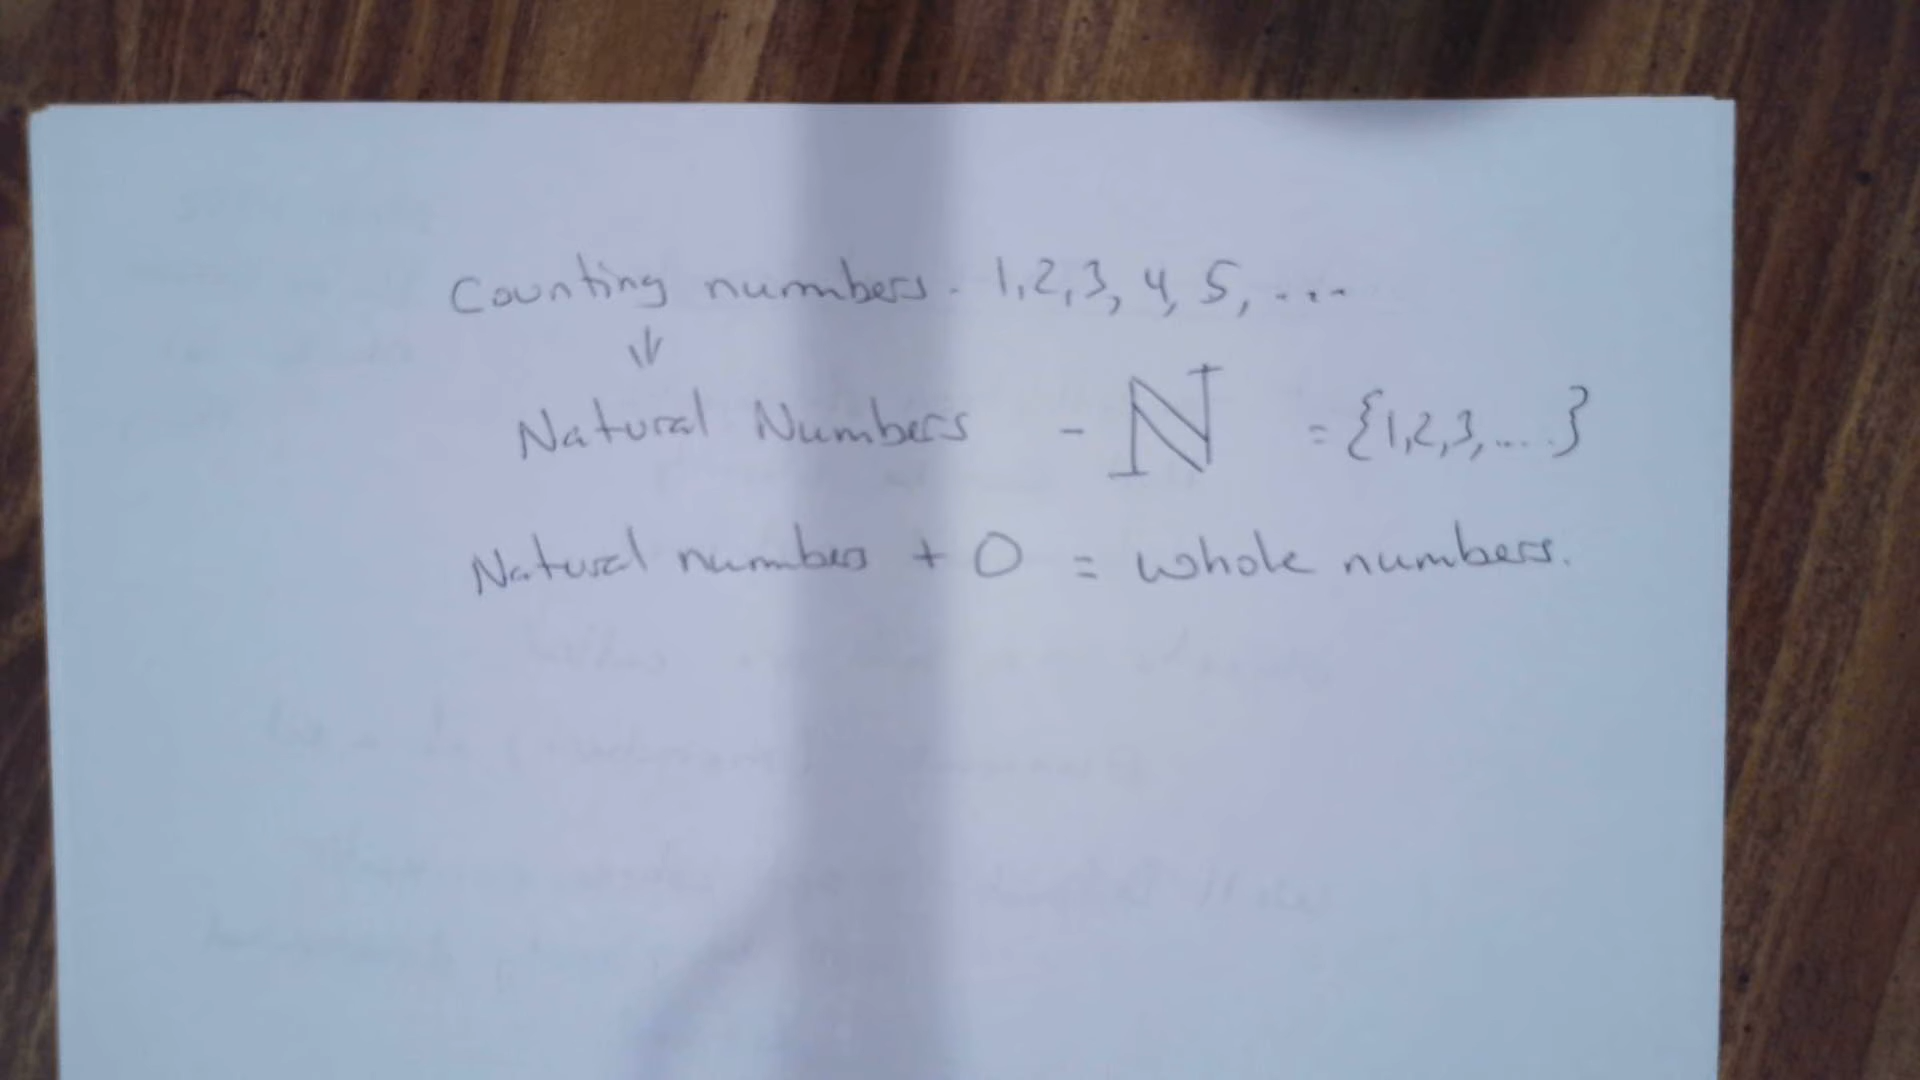 Counting numbers - 1,2,3, 4, 5, ...
⇓
Natural Numbers - ℕ = {1,2,3,....}
Natural numbers + 0 = whole numbers.